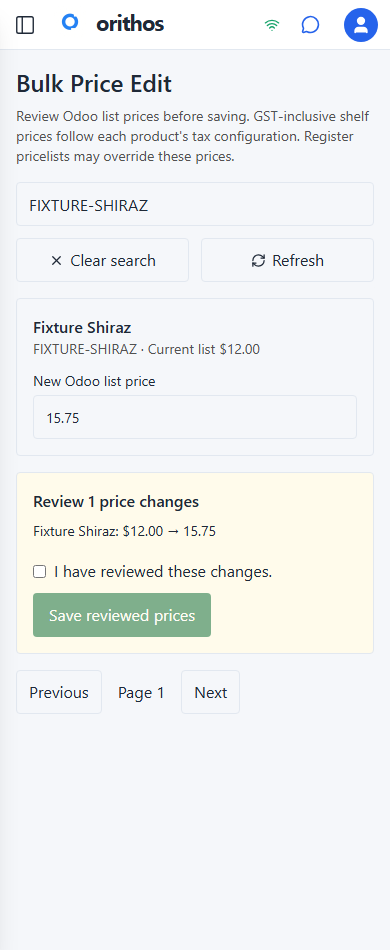 orithos
Bulk Price Edit
Review Odoo list prices before saving. GST-inclusive shelf
prices follow each product's tax configuration. Register
pricelists may override these prices.
FIXTURE-SHIRAZ
Clear search
Refresh
Fixture Shiraz
FIXTURE-SHIRAZ · Current list $12.00
New Odoo list price
15.75
Review 1 price changes
Fixture Shiraz: $12.00 → 15.75
I have reviewed these changes.
Save reviewed prices
Previous Page 1 Next